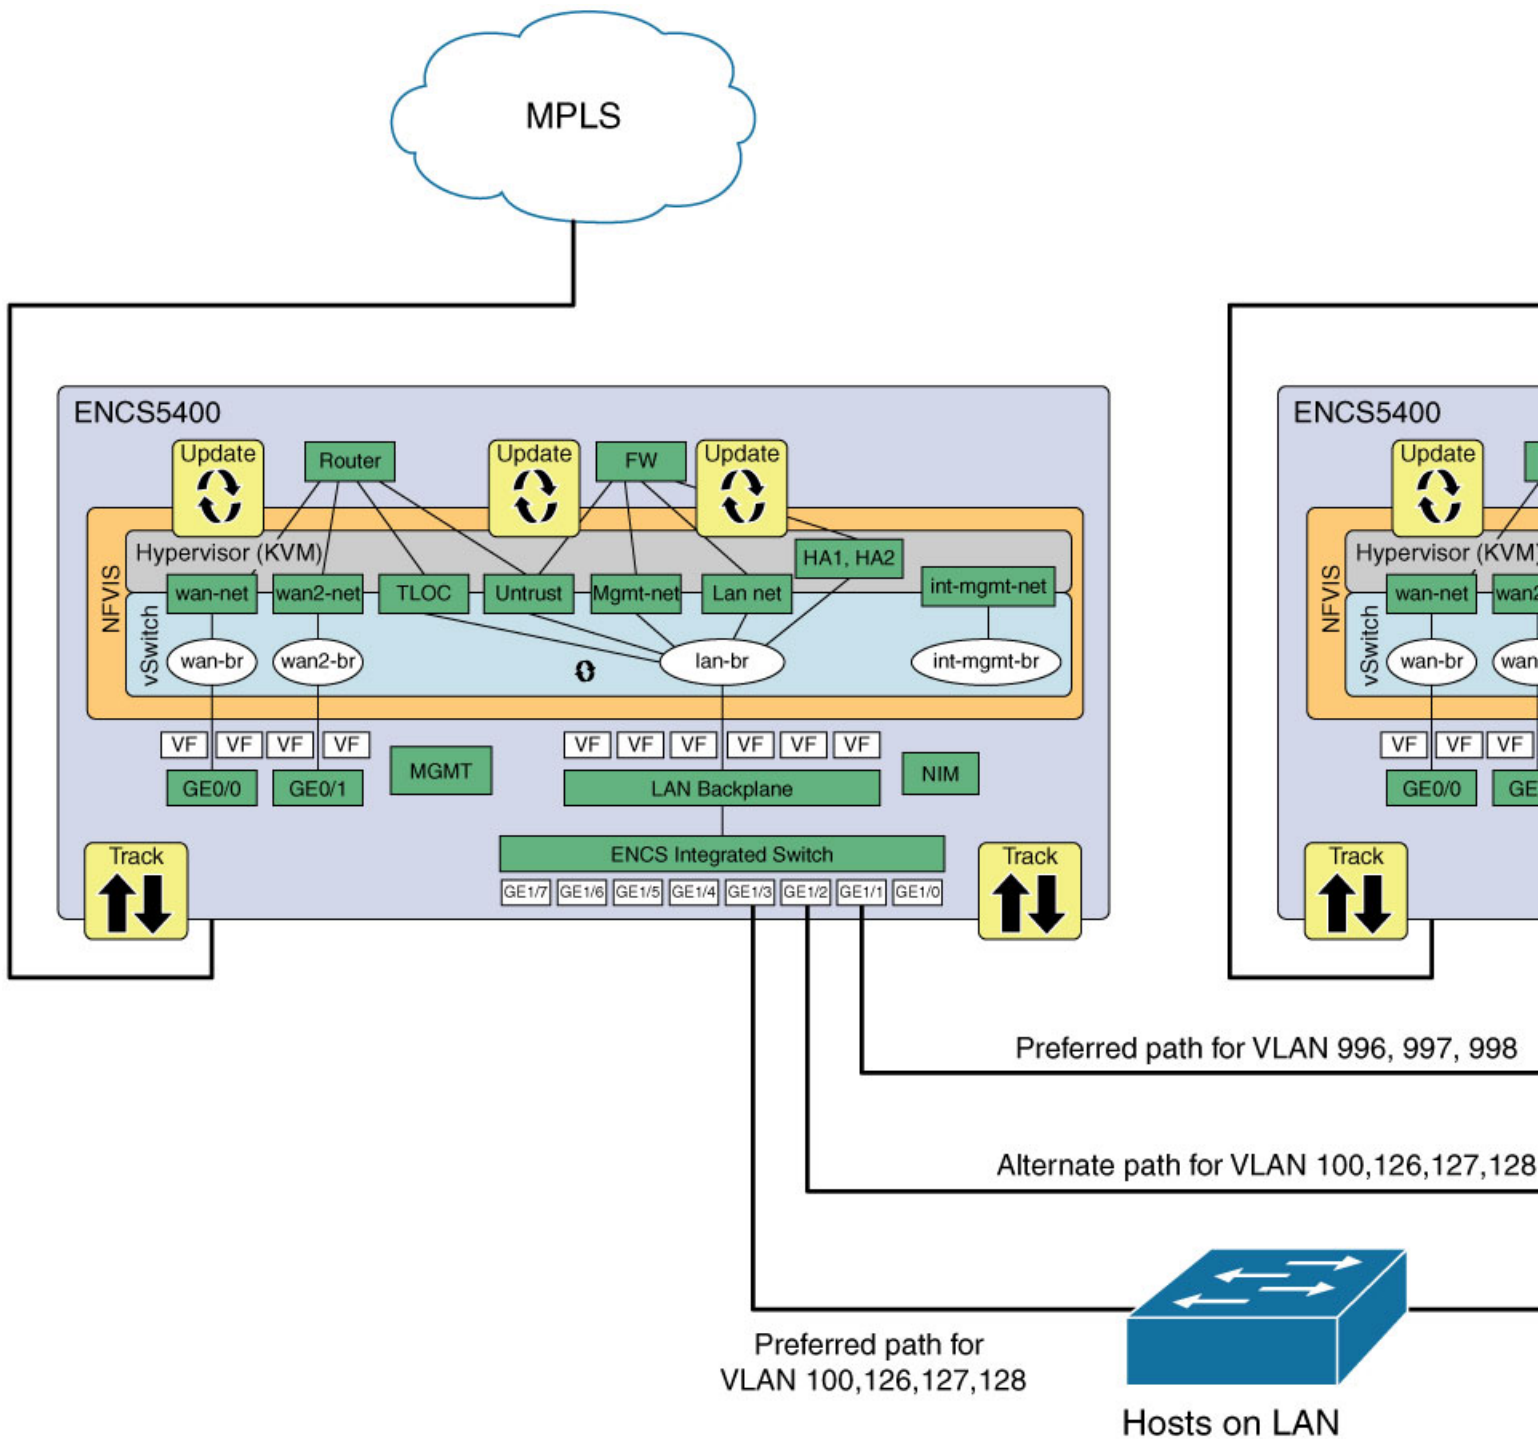 MPLS
ENCS5400
Update
Router
Update
FW
Update
Hypervisor (KVM)
HA1, HA2
NFVIS
vSwitch
wan-net
wan2-net
TLOC
Untrust
Mgmt-net
Lan net
int-mgmt-net
wan-br
wan2-br
lan-br
int-mgmt-br
VF
VF
VF
VF
VF
VF
VF
VF
VF
VF
GE0/0
GE0/1
MGMT
LAN Backplane
NIM
ENCS Integrated Switch
GE1/7
GE1/6
GE1/5
GE1/4
GE1/3
GE1/2
GE1/1
GE1/0
Track
Track
ENCS5400
Update
Hypervisor (KVM)
NFVIS
vSwitch
wan-net
wan2
wan-br
wan
VF
VF
VF
GE0/0
GE
Track
Preferred path for VLAN 996, 997, 998
Alternate path for VLAN 100,126,127,128
Preferred path for
VLAN 100,126,127,128
Hosts on LAN